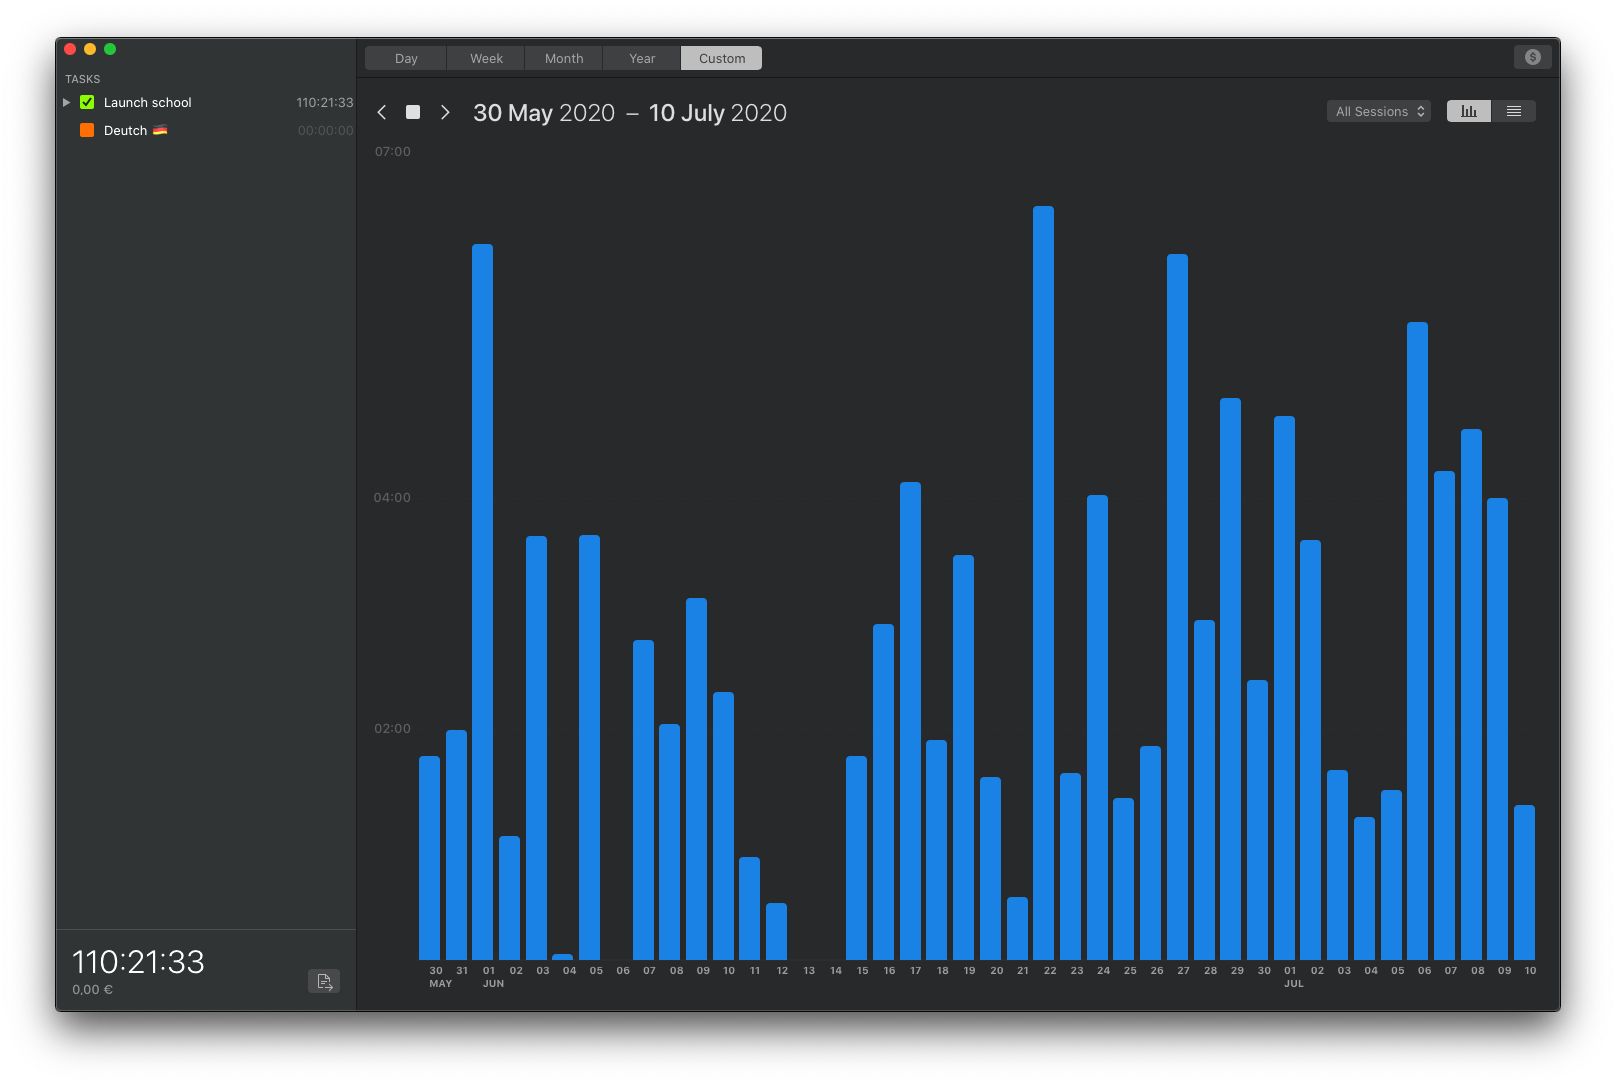 Day Week Month Year Custom
TASKS
Launch school 110:21:33
Deutch 🇩🇪 00:00:00
30 May 2020 – 10 July 2020
All Sessions
07:00
04:00
02:00
30 31 01 02 03 04 05 06 07 08 09 10 11 12 13 14 15 16 17 18 19 20 21 22 23 24 25 26 27 28 29 30 01 02 03 04 05 06 07 08 09 10
MAY JUN JUL
110:21:33
0,00 €